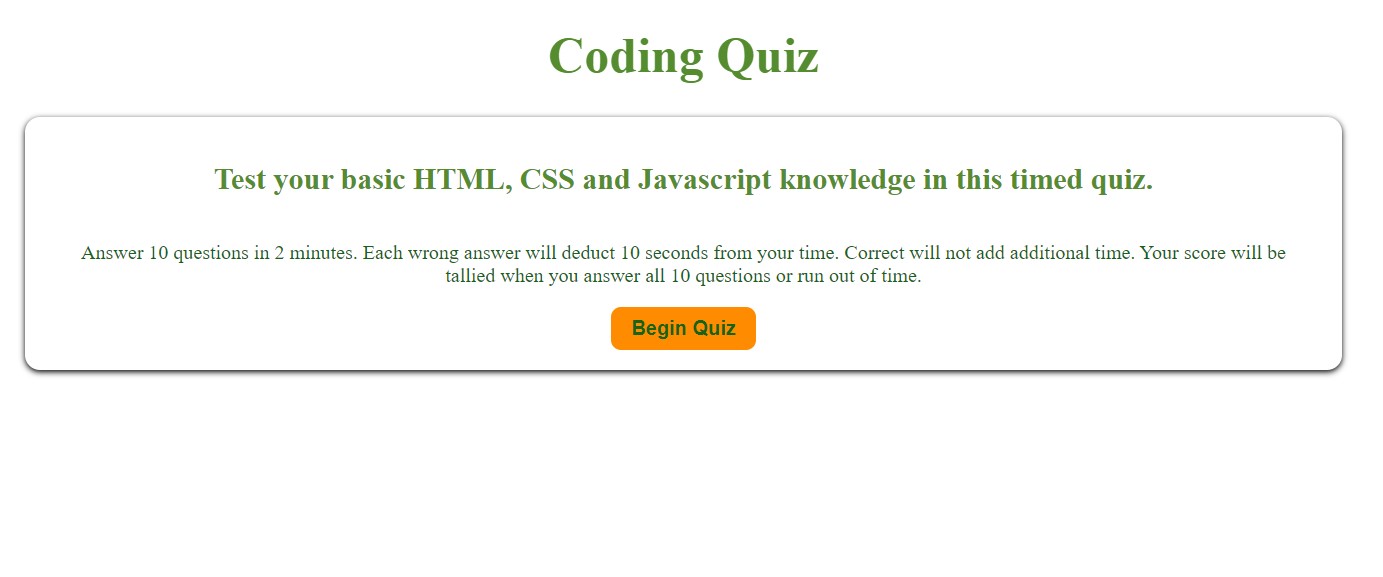 Coding Quiz
Test your basic HTML, CSS and Javascript knowledge in this timed quiz.
Answer 10 questions in 2 minutes. Each wrong answer will deduct 10 seconds from your time. Correct will not add additional time. Your score will be
tallied when you answer all 10 questions or run out of time.
Begin Quiz